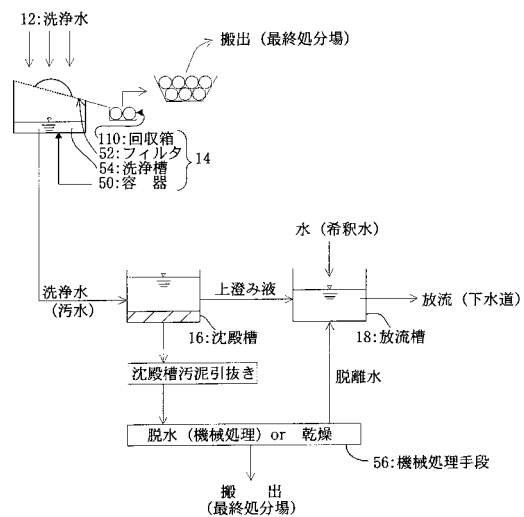 12:洗浄水
搬出（最終処分場）
110:回収箱
52:フィルタ
54:洗浄槽
50:容器
14
水（希釈水）
洗浄水
（汚水）
上澄み液
放流（下水道）
16:沈殿槽
18:放流槽
沈殿槽汚泥引抜き
脱離水
脱水（機械処理）or 乾燥
56:機械処理手段
搬 出
（最終処分場）